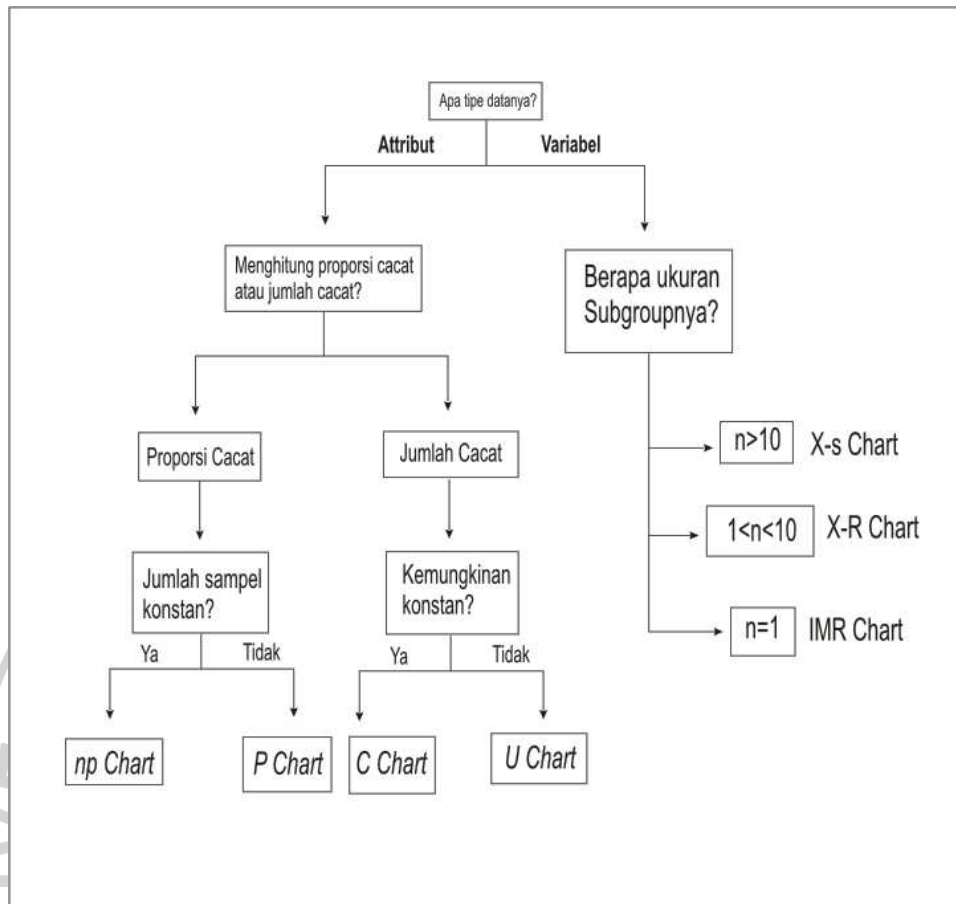 Apa tipe datanya?
Attribut
Variabel
Menghitung proporsi cacat
atau jumlah cacat?
Berapa ukuran
Subgroupnya?
Proporsi Cacat
Jumlah Cacat
n>10
X-s Chart
1<n<10
X-R Chart
n=1
IMR Chart
Jumlah sampel
konstan?
Kemungkinan
konstan?
Ya
Tidak
Ya
Tidak
np Chart
P Chart
C Chart
U Chart